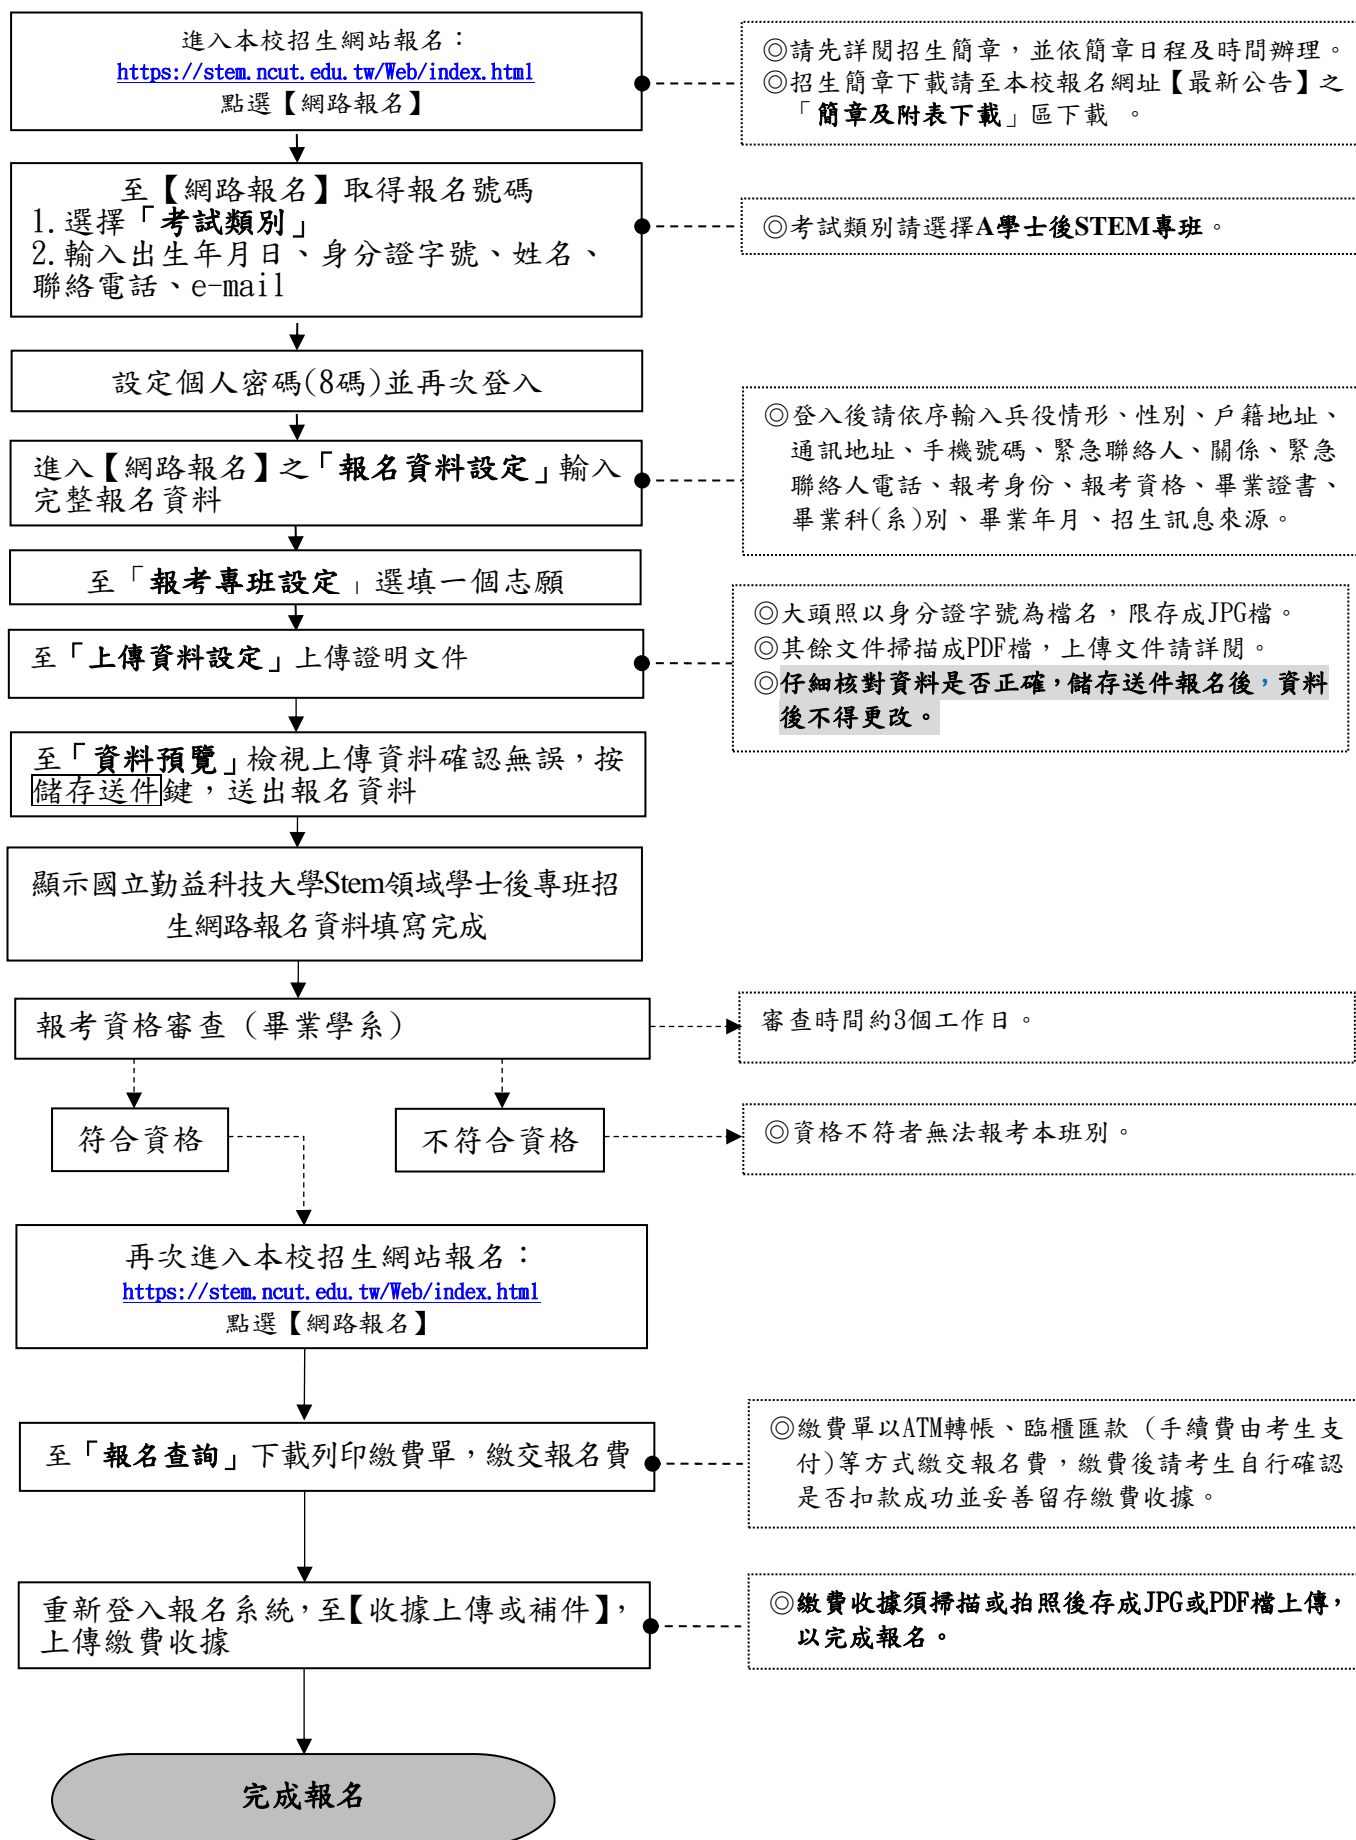 進入本校招生網站報名：
https://stem.ncut.edu.tw/Web/index.html
點選【網路報名】
◎請先詳閱招生簡章，並依簡章日程及時間辦理。
◎招生簡章下載請至本校報名網址【最新公告】之
「簡章及附表下載」區下載 。
至【網路報名】取得報名號碼
1.選擇「考試類別」
2.輸入出生年月日、身分證字號、姓名、
聯絡電話、e-mail
◎考試類別請選擇A學士後STEM專班。
設定個人密碼(8碼)並再次登入
進入【網路報名】之「報名資料設定」輸入
完整報名資料
◎登入後請依序輸入兵役情形、性別、戶籍地址、
通訊地址、手機號碼、緊急聯絡人、關係、緊急
聯絡人電話、報考身份、報考資格、畢業證書、
畢業科(系)別、畢業年月、招生訊息來源。
至「報考專班設定」選填一個志願
至「上傳資料設定」上傳證明文件
◎大頭照以身分證字號為檔名，限存成JPG檔。
◎其餘文件掃描成PDF檔，上傳文件請詳閱。
◎仔細核對資料是否正確，儲存送件報名後，資料
後不得更改。
至「資料預覽」檢視上傳資料確認無誤，按
儲存送件鍵，送出報名資料
顯示國立勤益科技大學Stem領域學士後專班招
生網路報名資料填寫完成
報考資格審查（畢業學系）
審查時間約3個工作日。
符合資格
不符合資格
◎資格不符者無法報考本班別。
再次進入本校招生網站報名：
https://stem.ncut.edu.tw/Web/index.html
點選【網路報名】
至「報名查詢」下載列印繳費單，繳交報名費
◎繳費單以ATM轉帳、臨櫃匯款（手續費由考生支
付)等方式繳交報名費，繳費後請考生自行確認
是否扣款成功並妥善留存繳費收據。
重新登入報名系統，至【收據上傳或補件】，
上傳繳費收據
◎繳費收據須掃描或拍照後存成JPG或PDF檔上傳，
以完成報名。
完成報名